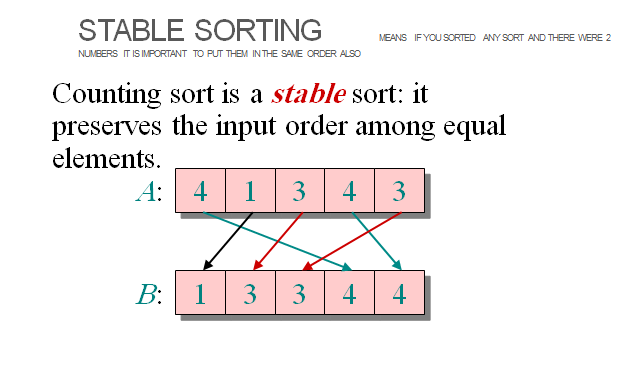 STABLE SORTING MEANS IF YOU SORTED ANY SORT AND THERE WERE 2
NUMBERS IT IS IMPORTANT TO PUT THEM IN THE SAME ORDER ALSO
Counting sort is a stable sort: it
preserves the input order among equal
elements.
A: 4 1 3 4 3
B: 1 3 3 4 4